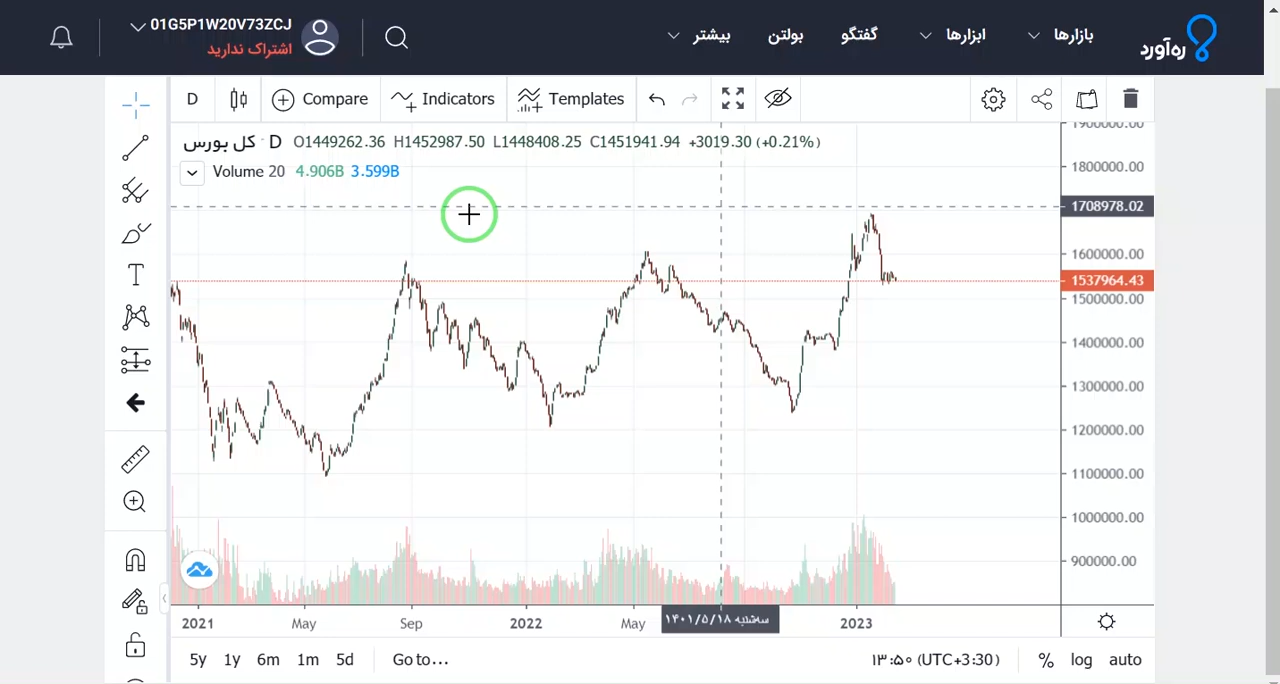 01G5P1W20V73ZCJ
اشتراک ندارید
بازارها
ابزارها
گفتگو
بولتن
بیشتر
ره‌آورد
D
Compare
Indicators
Templates
کل بورس · D O1449262.36 H1452987.50 L1448408.25 C1451941.94 +3019.30 (+0.21%)
Volume 20 4.906B 3.599B
1900000.00
1800000.00
1708978.02
1600000.00
1537964.43
1500000.00
1400000.00
1300000.00
1200000.00
1100000.00
1000000.00
900000.00
2021 May Sep 2022 May سه‌شنبه ۱۴۰۱/۵/۱۸ 2023
5y 1y 6m 1m 5d Go to... ۱۳:۵۰ (UTC+3:30) % log auto